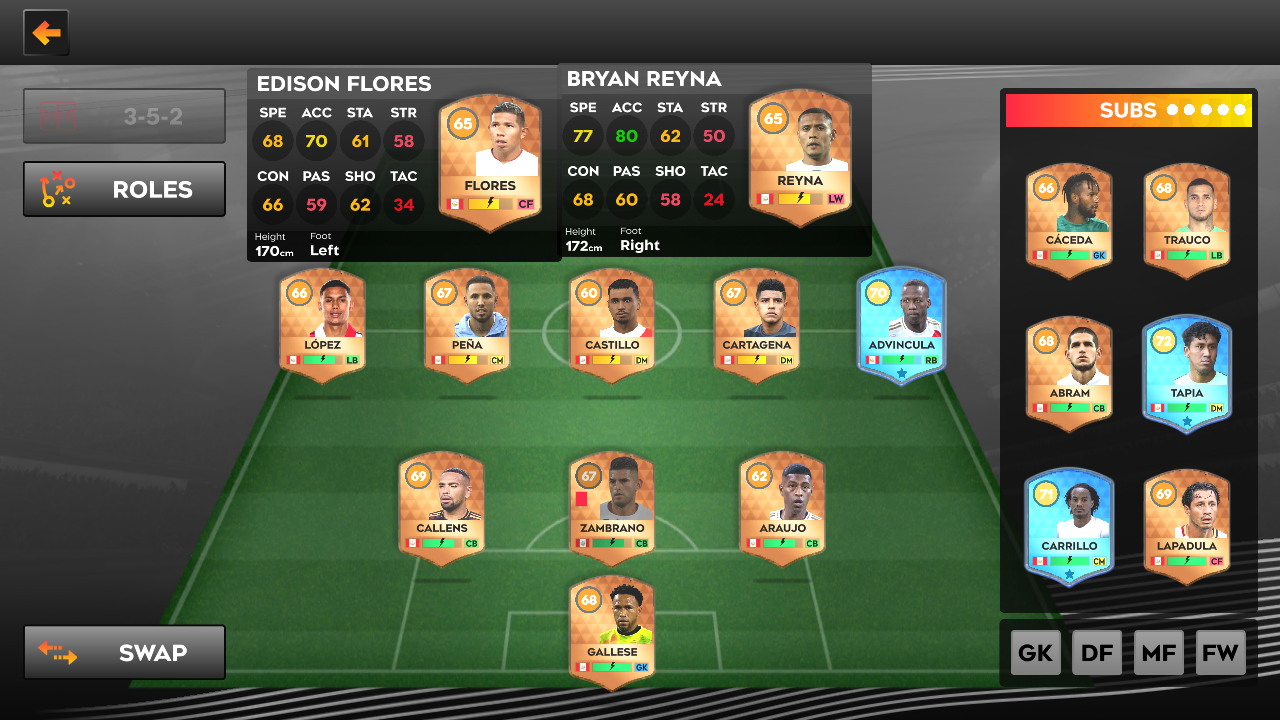 3-5-2
ROLES
EDISON FLORES
SPE ACC STA STR
68 70 61 58
CON PAS SHO TAC
66 59 62 34
Height Foot
170cm Left
65
FLORES
CF
BRYAN REYNA
SPE ACC STA STR
77 80 62 50
CON PAS SHO TAC
68 60 58 24
Height Foot
172cm Right
65
REYNA
LW
SUBS
66
LÓPEZ
LB
67
PEÑA
CM
60
CASTILLO
DM
67
CARTAGENA
DM
70
ADVINCULA
RB
69
CALLENS
CB
67
ZAMBRANO
CB
62
ARAUJO
CB
68
GALLESE
GK
66
CÁCEDA
GK
68
TRAUCO
LB
68
ABRAM
CB
72
TAPIA
DM
71
CARRILLO
CM
69
LAPADULA
CF
SWAP
GK DF MF FW